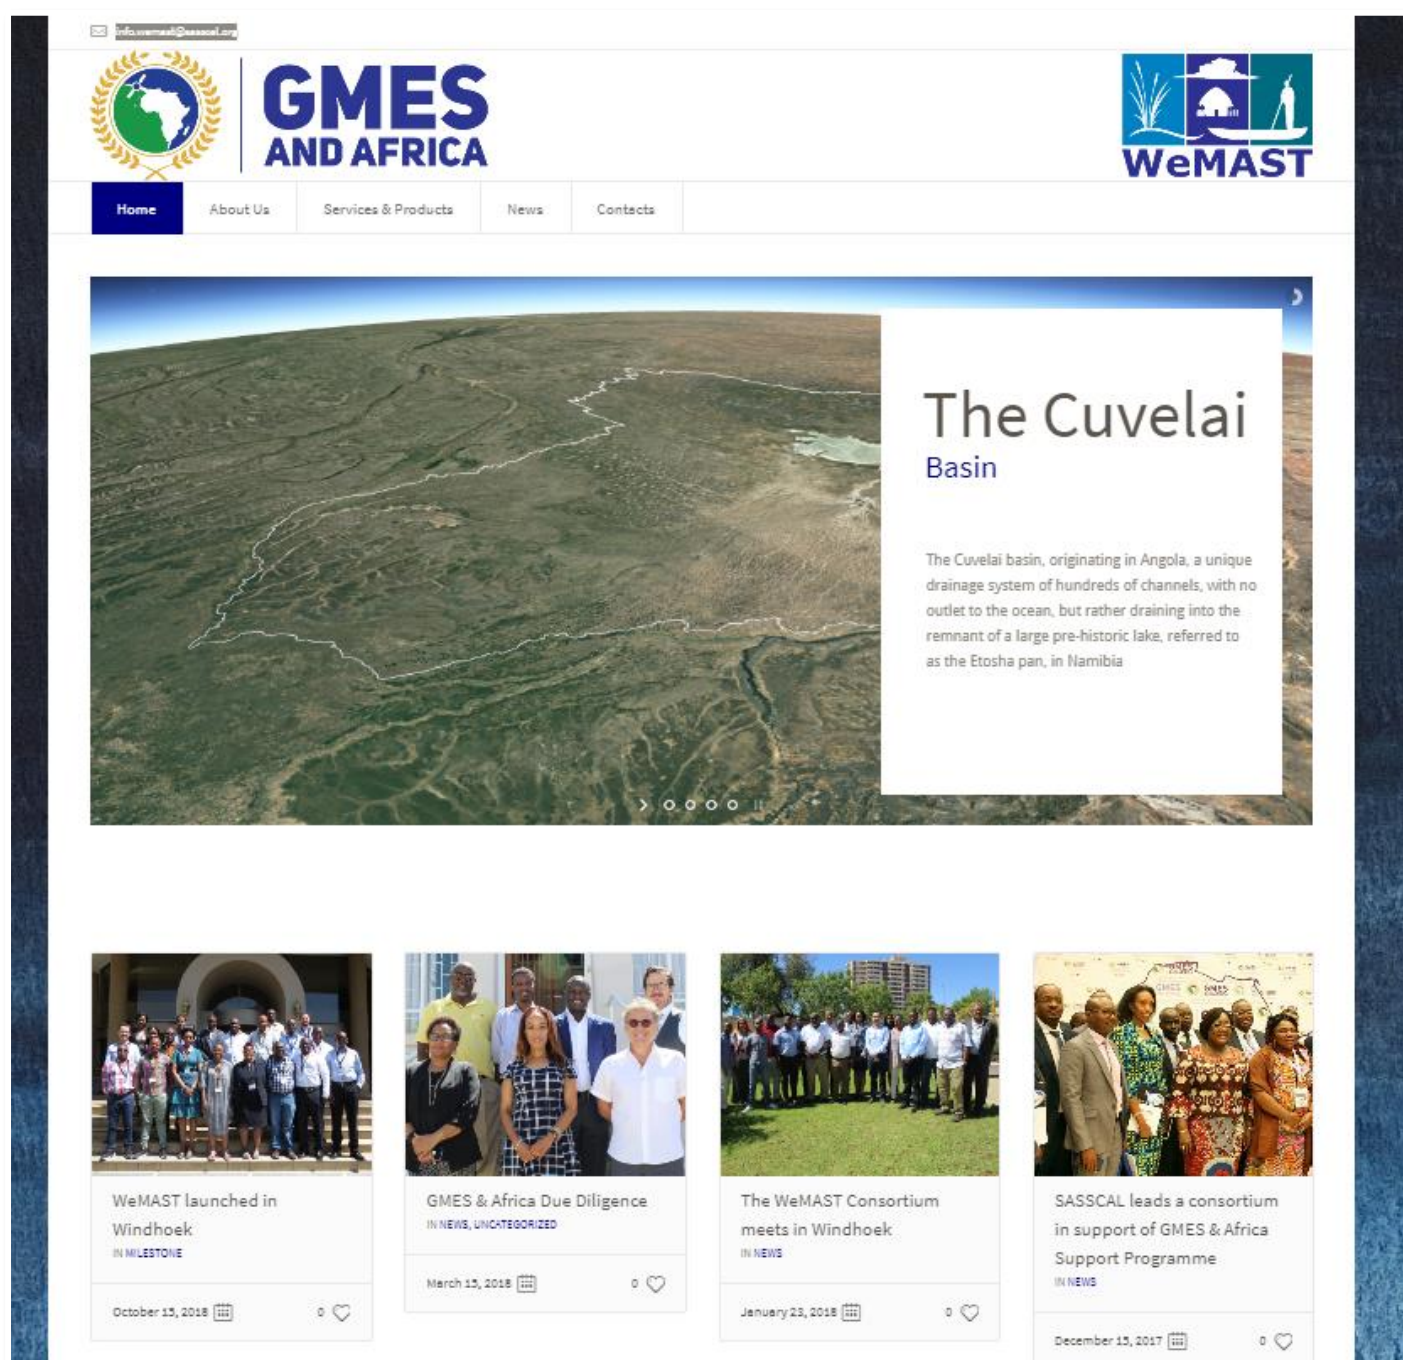 info.wemast@sasscal.org
GMES
AND AFRICA
WeMAST
Home About Us Services & Products News Contacts
The Cuvelai
Basin
The Cuvelai basin, originating in Angola, a unique
drainage system of hundreds of channels, with no
outlet to the ocean, but rather draining into the
remnant of a large pre-historic lake, referred to
as the Etosha pan, in Namibia
WeMAST launched in
Windhoek
IN MILESTONE
October 15, 2018 0
GMES & Africa Due Diligence
IN NEWS, UNCATEGORIZED
March 15, 2018 0
The WeMAST Consortium
meets in Windhoek
IN NEWS
January 23, 2018 0
GMES
SASSCAL leads a consortium
in support of GMES & Africa
Support Programme
IN NEWS
December 15, 2017 0